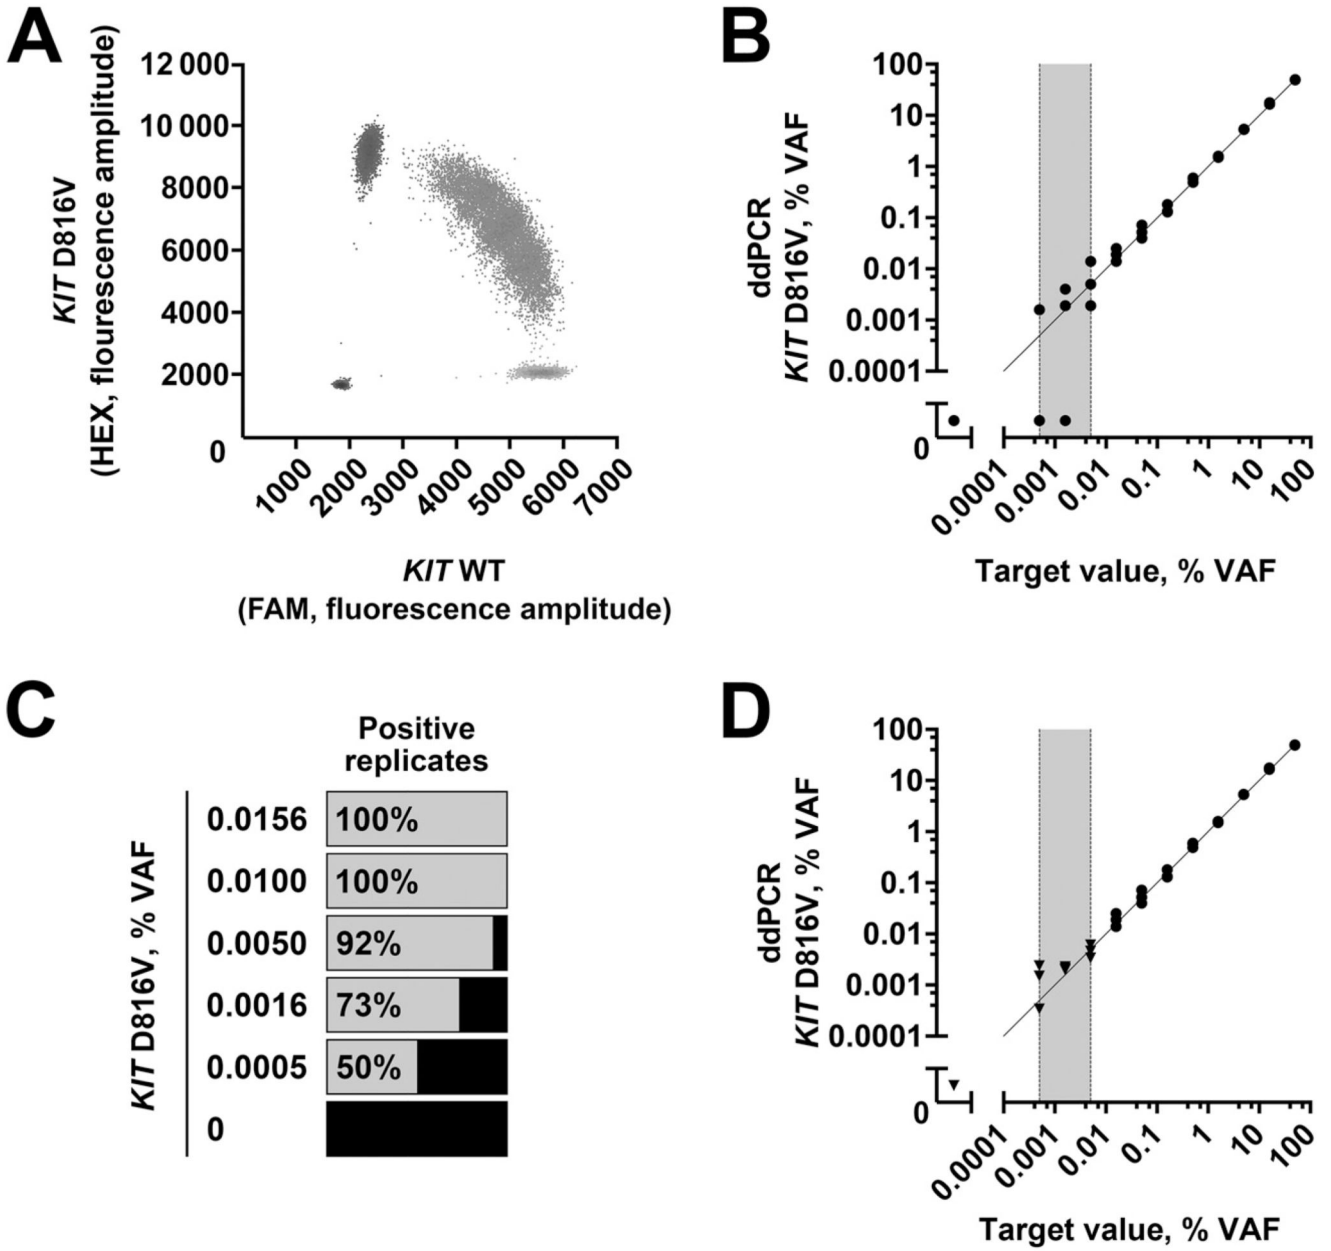 A
KIT D816V
(HEX, flourescence amplitude)
12 000
10 000
8000
6000
4000
2000
0
1000
2000
3000
4000
5000
6000
7000
KIT WT
(FAM, fluorescence amplitude)
B
ddPCR
KIT D816V, % VAF
100
10
1
0.1
0.01
0.001
0.0001
0
0.0001
0.001
0.01
0.1
1
10
100
Target value, % VAF
C
Positive
replicates
KIT D816V, % VAF
0.0156 100%
0.0100 100%
0.0050 92%
0.0016 73%
0.0005 50%
0
D
ddPCR
KIT D816V, % VAF
100
10
1
0.1
0.01
0.001
0.0001
0
0.0001
0.001
0.01
0.1
1
10
100
Target value, % VAF